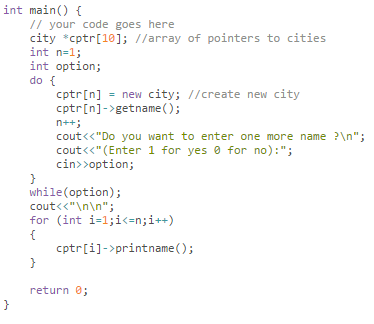 int main() {
// your code goes here
city *cptr[10]; //array of pointers to cities
int n=1;
int option;
do {
cptr[n] = new city; //create new city
cptr[n]->getname();
n++;
cout<<"Do you want to enter one more name ?\n";
cout<<"(Enter 1 for yes 0 for no):";
cin>>option;
}
while(option);
cout<<"\n\n";
for (int i=1;i<=n;i++)
{
cptr[i]->printname();
}
return 0;
}